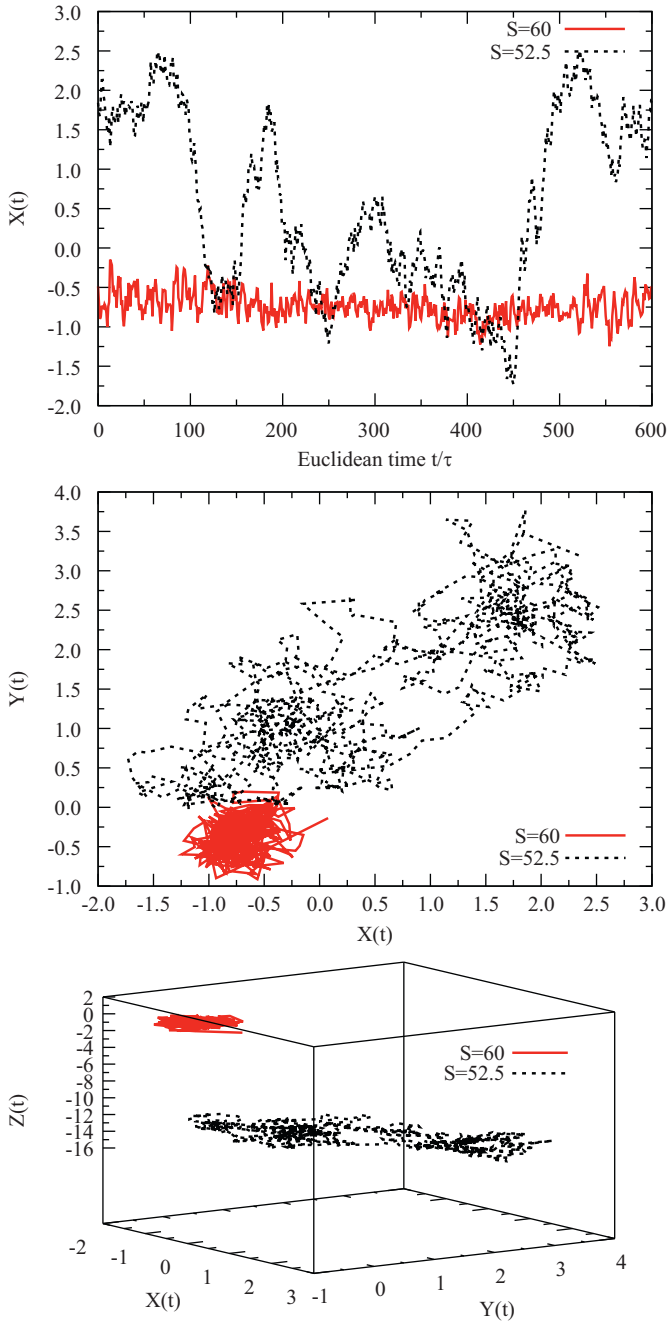 3.0
2.5
2.0
1.5
1.0
0.5
0.0
-0.5
-1.0
-1.5
-2.0
X(t)
S=60
S=52.5
0 100 200 300 400 500 600
Euclidean time t/τ
4.0
3.5
3.0
2.5
2.0
1.5
1.0
0.5
0.0
-0.5
-1.0
Y(t)
S=60
S=52.5
-2.0 -1.5 -1.0 -0.5 0.0 0.5 1.0 1.5 2.0 2.5 3.0
X(t)
2
0
-2
-4
-6
-8
-10
-12
-14
-16
Z(t)
S=60
S=52.5
-2 -1 0 1 2 3
X(t)
-1 0 1 2 3 4
Y(t)